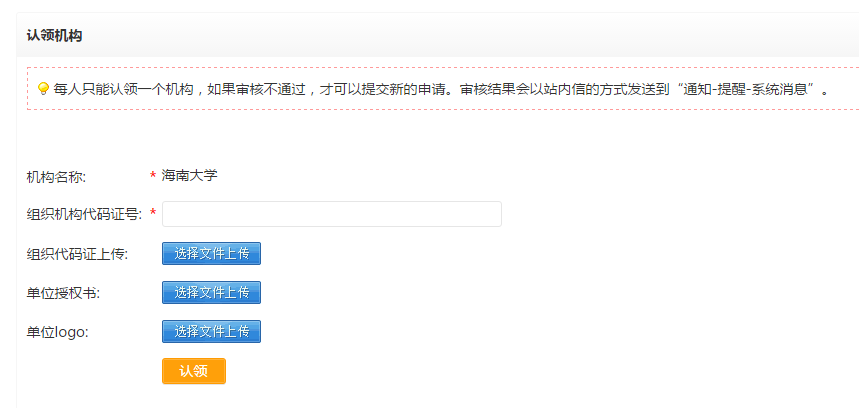 认领机构
每人只能认领一个机构，如果审核不通过，才可以提交新的申请。审核结果会以站内信的方式发送到“通知-提醒-系统消息”。
机构名称: * 海南大学
组织机构代码证号: *
组织代码证上传: 选择文件上传
单位授权书: 选择文件上传
单位logo: 选择文件上传
认领